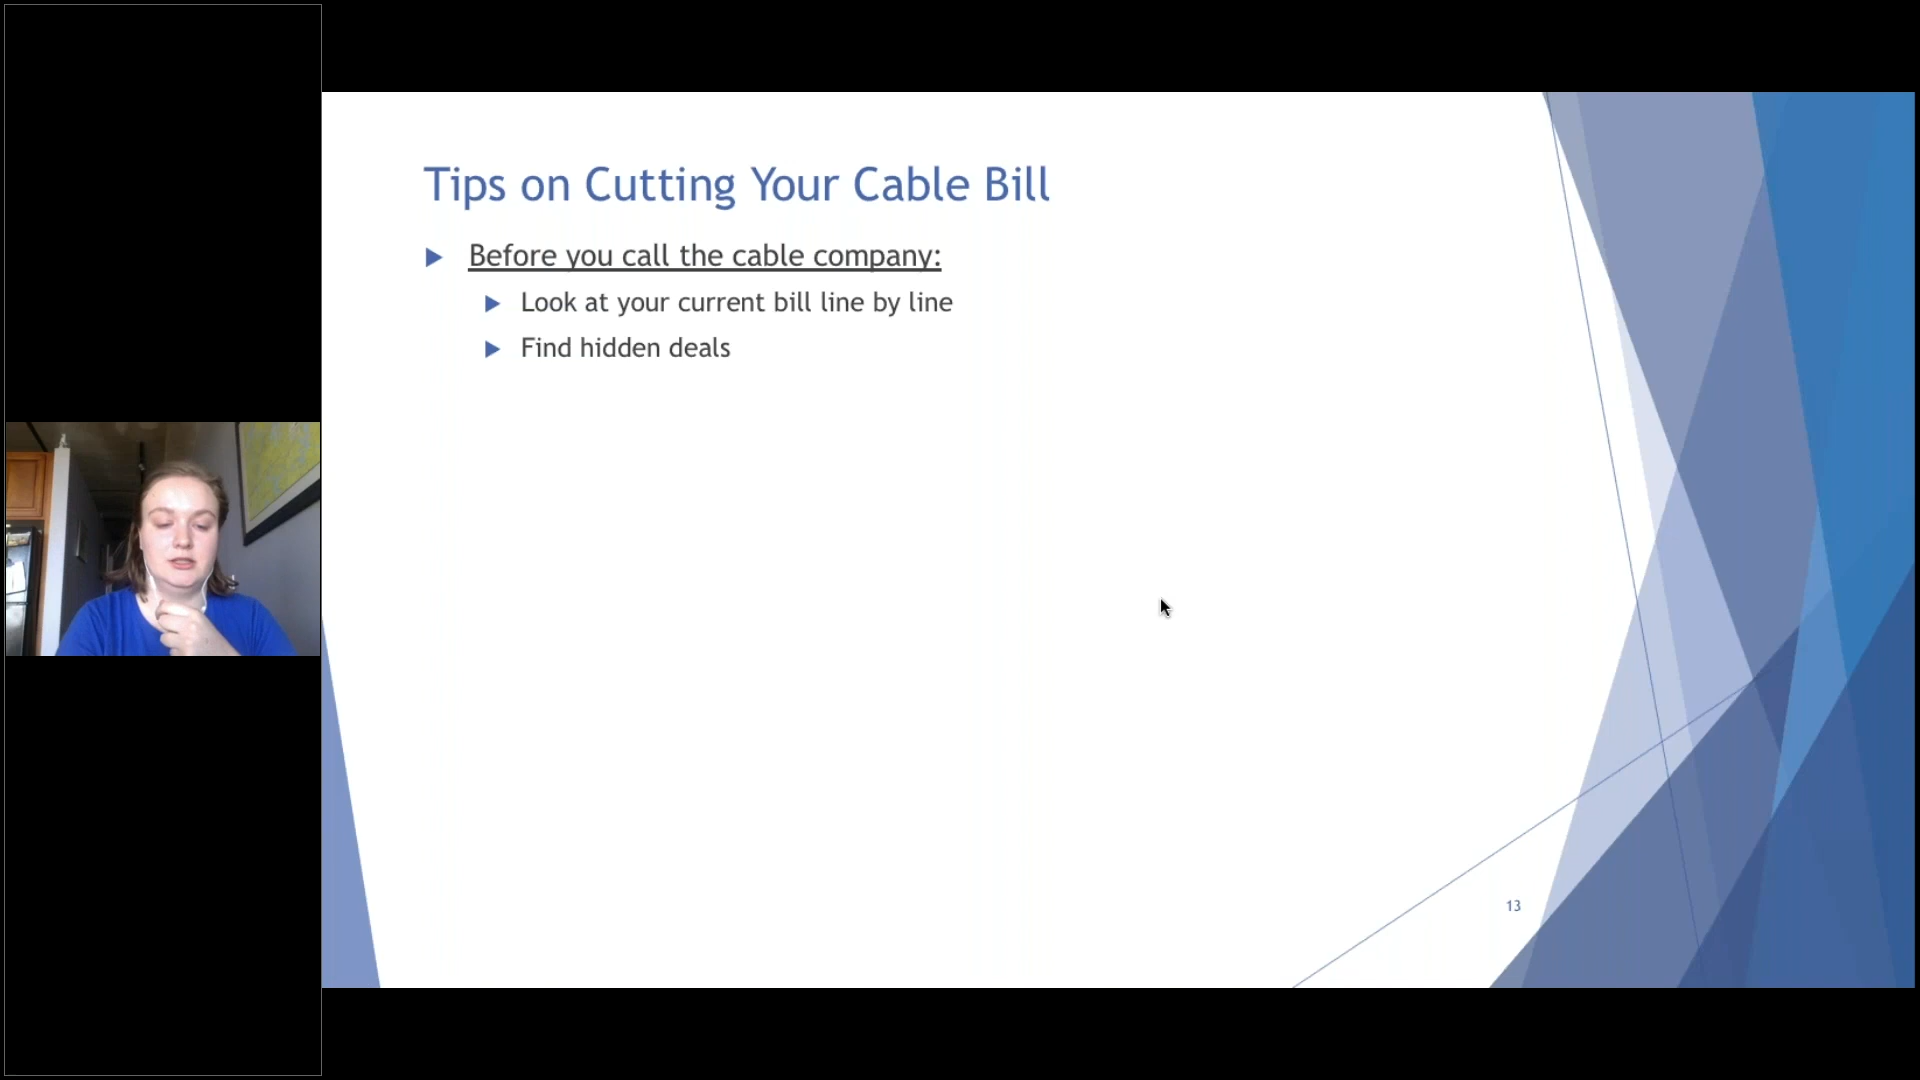 Tips on Cutting Your Cable Bill
Before you call the cable company:
Look at your current bill line by line
Find hidden deals
13